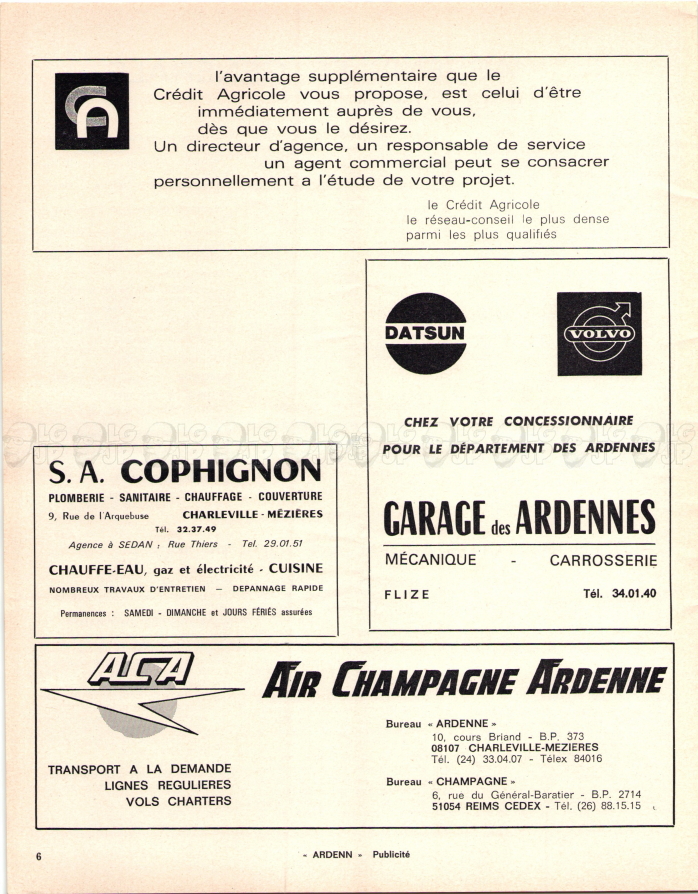 l'avantage supplémentaire que le
Crédit Agricole vous propose, est celui d'être
immédiatement auprès de vous,
dès que vous le désirez.
Un directeur d'agence, un responsable de service
un agent commercial peut se consacrer
personnellement a l'étude de votre projet.
le Crédit Agricole
le réseau-conseil le plus dense
parmi les plus qualifiés
DATSUN
VOLVO
CHEZ VOTRE CONCESSIONNAIRE
POUR LE DÉPARTEMENT DES ARDENNES
GARAGE des ARDENNES
MÉCANIQUE - CARROSSERIE
FLIZE Tél. 34.01.40
S. A. COPHIGNON
PLOMBERIE - SANITAIRE - CHAUFFAGE - COUVERTURE
9, Rue de l'Arquebuse CHARLEVILLE-MÉZIÈRES
Tél. 32.37.49
Agence à SEDAN : Rue Thiers - Tel. 29.01.51
CHAUFFE-EAU, gaz et électricité - CUISINE
NOMBREUX TRAVAUX D'ENTRETIEN — DEPANNAGE RAPIDE
Permanences : SAMEDI - DIMANCHE et JOURS FÉRIÉS assurées
ACA
AIR CHAMPAGNE ARDENNE
TRANSPORT A LA DEMANDE
LIGNES REGULIERES
VOLS CHARTERS
Bureau « ARDENNE »
10, cours Briand - B.P. 373
08107 CHARLEVILLE-MEZIERES
Tél. (24) 33.04.07 - Télex 84016
Bureau « CHAMPAGNE »
6, rue du Général-Baratier - B.P. 2714
51054 REIMS CEDEX - Tél. (26) 88.15.15
6
« ARDENN » Publicité